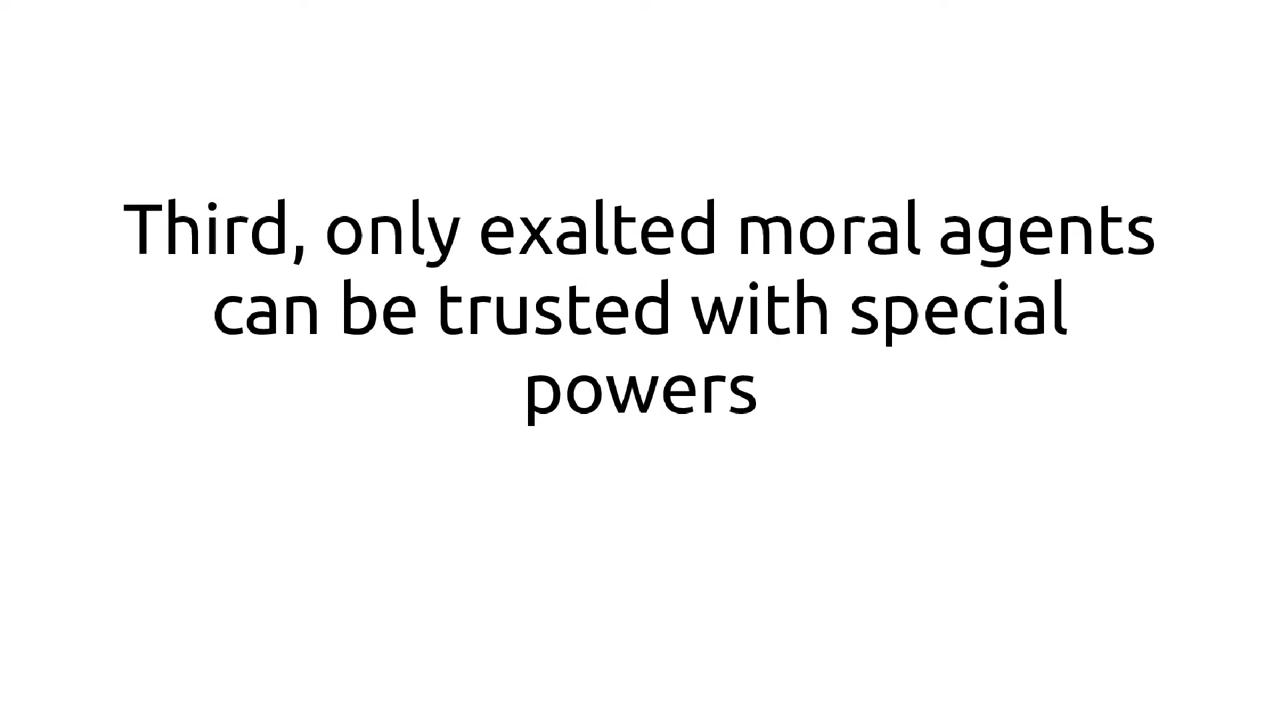 Third, only exalted moral agents
can be trusted with special
powers